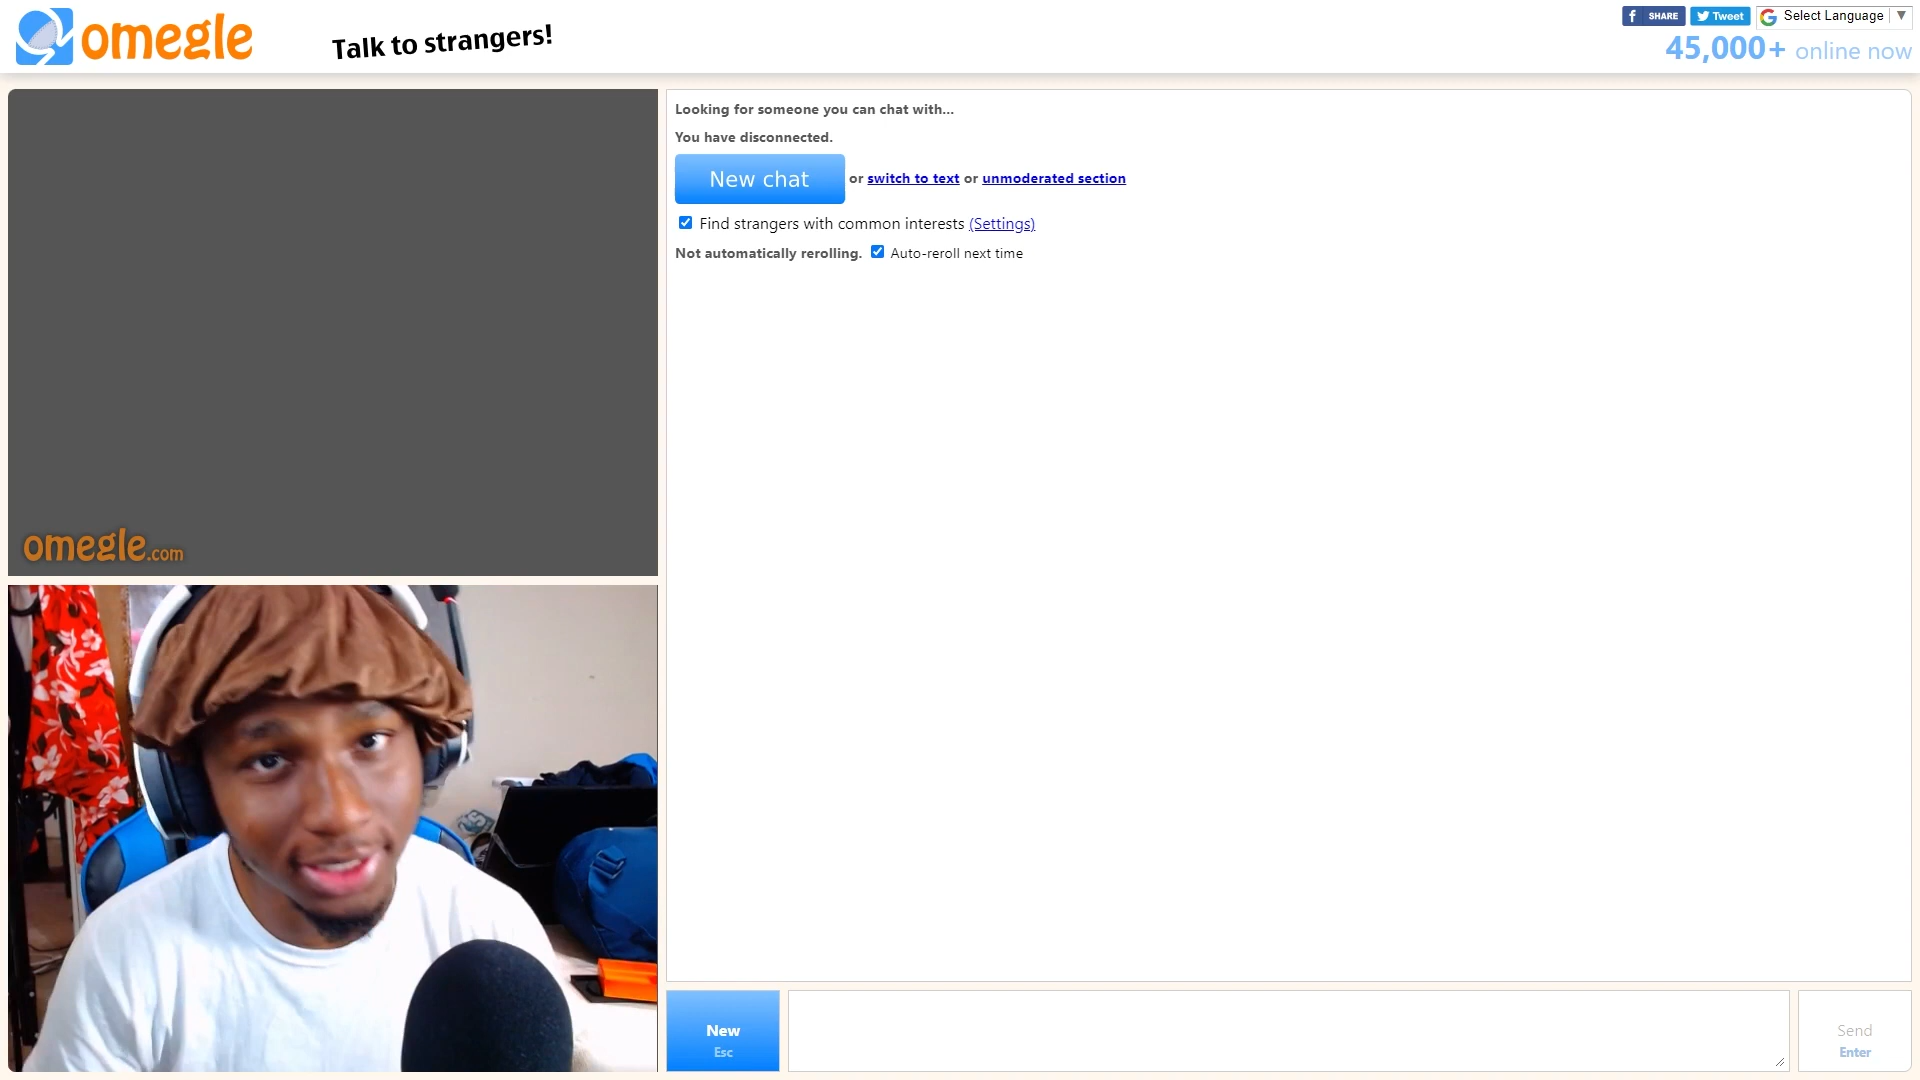 omegle
Talk to strangers!
SHARE
Tweet
Select Language
45,000+ online now
Looking for someone you can chat with...
You have disconnected.
New chat or switch to text or unmoderated section
Find strangers with common interests (Settings)
Not automatically rerolling. Auto-reroll next time
omegle.com
New
Esc
Send
Enter